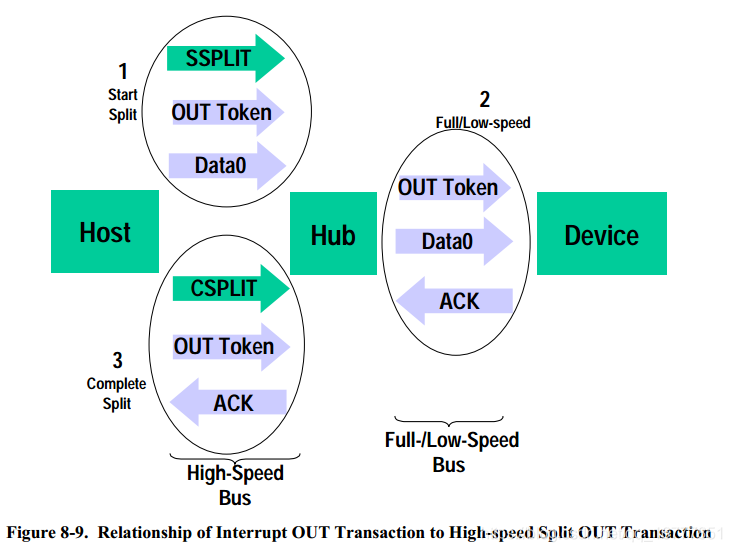 SSPLIT
1
Start
Split
OUT Token
Data0
2
Full/Low-speed
OUT Token
Data0
ACK
Host
Hub
Device
CSPLIT
OUT Token
ACK
3
Complete
Split
High-Speed
Bus
Full-/Low-Speed
Bus
Figure 8-9. Relationship of Interrupt OUT Transaction to High-speed Split OUT Transaction